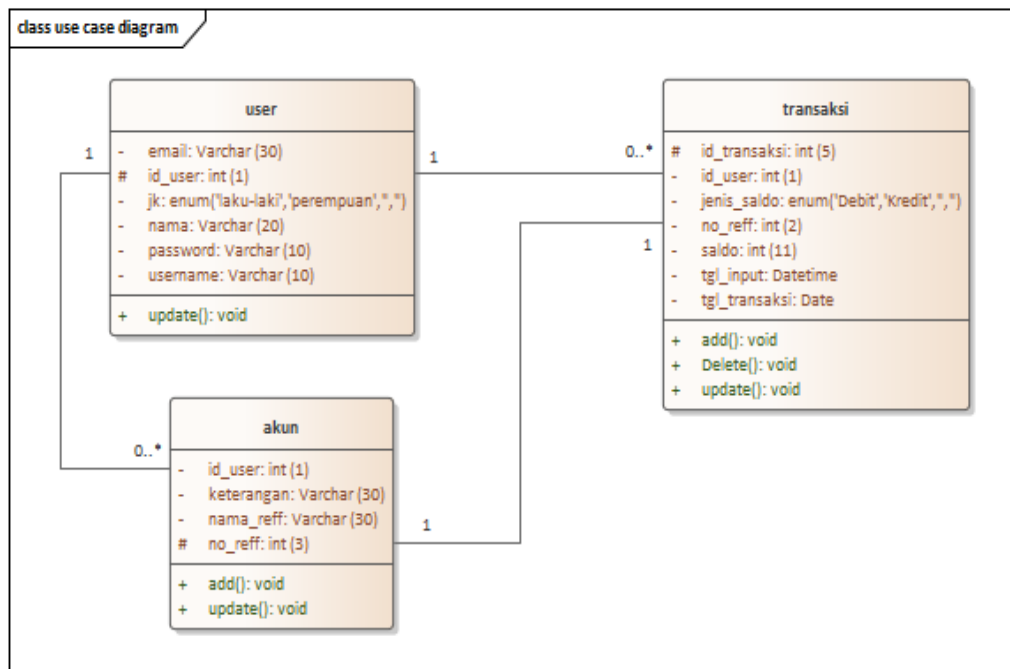 class use case diagram
user
- email: Varchar (30)
# id_user: int (1)
- jk: enum('laku-laki','perempuan','','')
- nama: Varchar (20)
- password: Varchar (10)
- username: Varchar (10)
+ update(): void
transaksi
# id_transaksi: int (5)
- id_user: int (1)
- jenis_saldo: enum('Debit','Kredit','','')
- no_reff: int (2)
- saldo: int (11)
- tgl_input: Datetime
- tgl_transaksi: Date
+ add(): void
+ Delete(): void
+ update(): void
akun
- id_user: int (1)
- keterangan: Varchar (30)
- nama_reff: Varchar (30)
# no_reff: int (3)
+ add(): void
+ update(): void
1
0..*
1
0..*
1
1